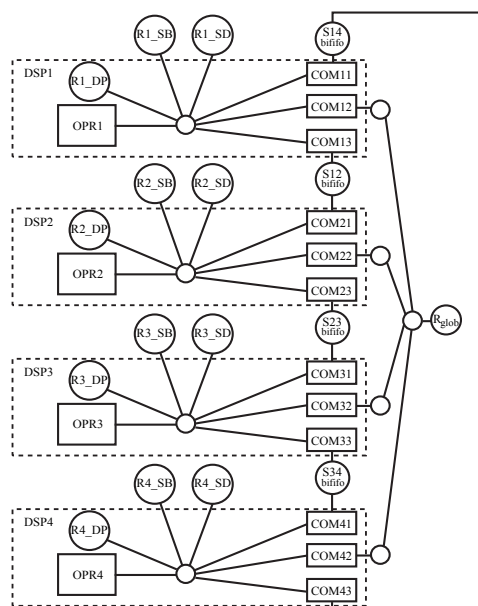 R1_SB
R1_SD
S14
bififo
DSP1
R1_DP
COM11
OPR1
COM12
COM13
R2_SB
R2_SD
S12
bififo
DSP2
R2_DP
COM21
OPR2
COM22
COM23
R3_SB
R3_SD
S23
bififo
Rglob
DSP3
R3_DP
COM31
OPR3
COM32
COM33
R4_SB
R4_SD
S34
bififo
DSP4
R4_DP
COM41
OPR4
COM42
COM43